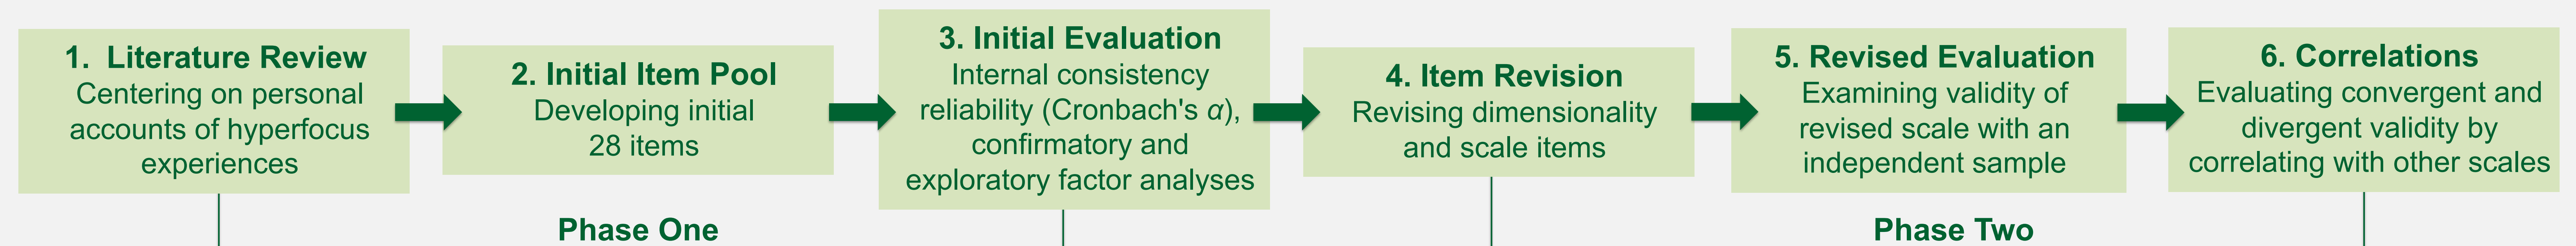 1.  Literature Review
Centering on personal
accounts of hyperfocus
experiences
2. Initial Item Pool
Developing initial
28 items
3. Initial Evaluation
Internal consistency
reliability (Cronbach's α),
confirmatory and
exploratory factor analyses
4. Item Revision
Revising dimensionality
and scale items
5. Revised Evaluation
Examining validity of
revised scale with an
independent sample
6. Correlations
Evaluating convergent and
divergent validity by
correlating with other scales
Phase One
Phase Two